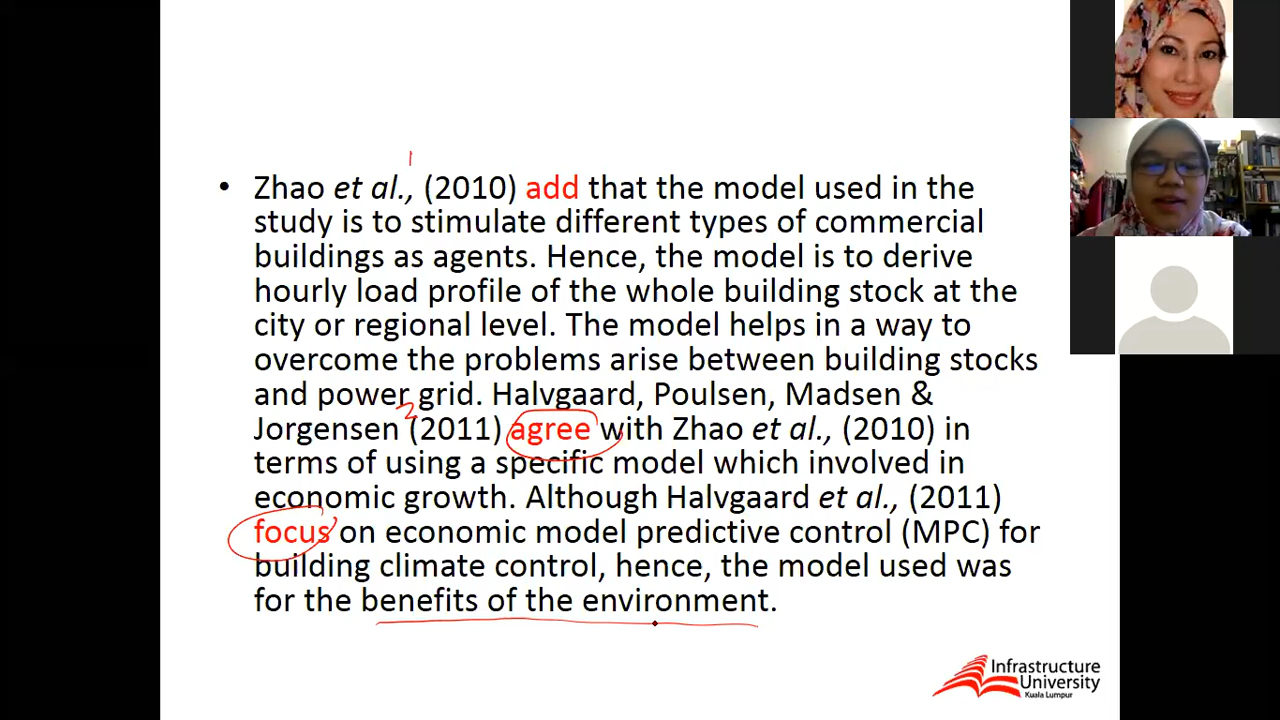 1
• Zhao et al., (2010) add that the model used in the
study is to stimulate different types of commercial
buildings as agents. Hence, the model is to derive
hourly load profile of the whole building stock at the
city or regional level. The model helps in a way to
overcome the problems arise between building stocks
and power grid. Halvgaard, Poulsen, Madsen &
2
Jorgensen (2011) agree with Zhao et al., (2010) in
terms of using a specific model which involved in
economic growth. Although Halvgaard et al., (2011)
focus on economic model predictive control (MPC) for
building climate control, hence, the model used was
for the benefits of the environment.
Infrastructure
University
Kuala Lumpur